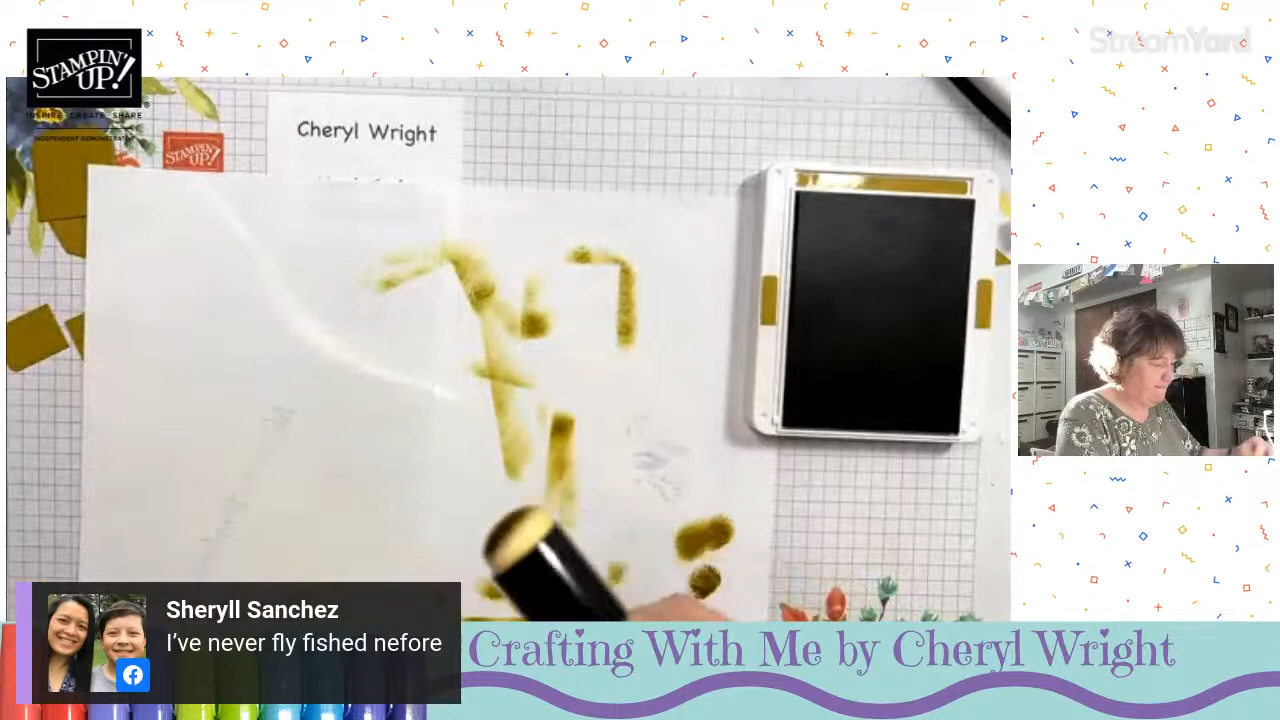 StreamYard
STAMPIN' UP!
INSPIRE. CREATE. SHARE
INDEPENDENT DEMONSTRATOR
STAMPIN' UP!
Cheryl Wright
Sheryll Sanchez
I've never fly fished nefore
Crafting With Me by Cheryl Wright